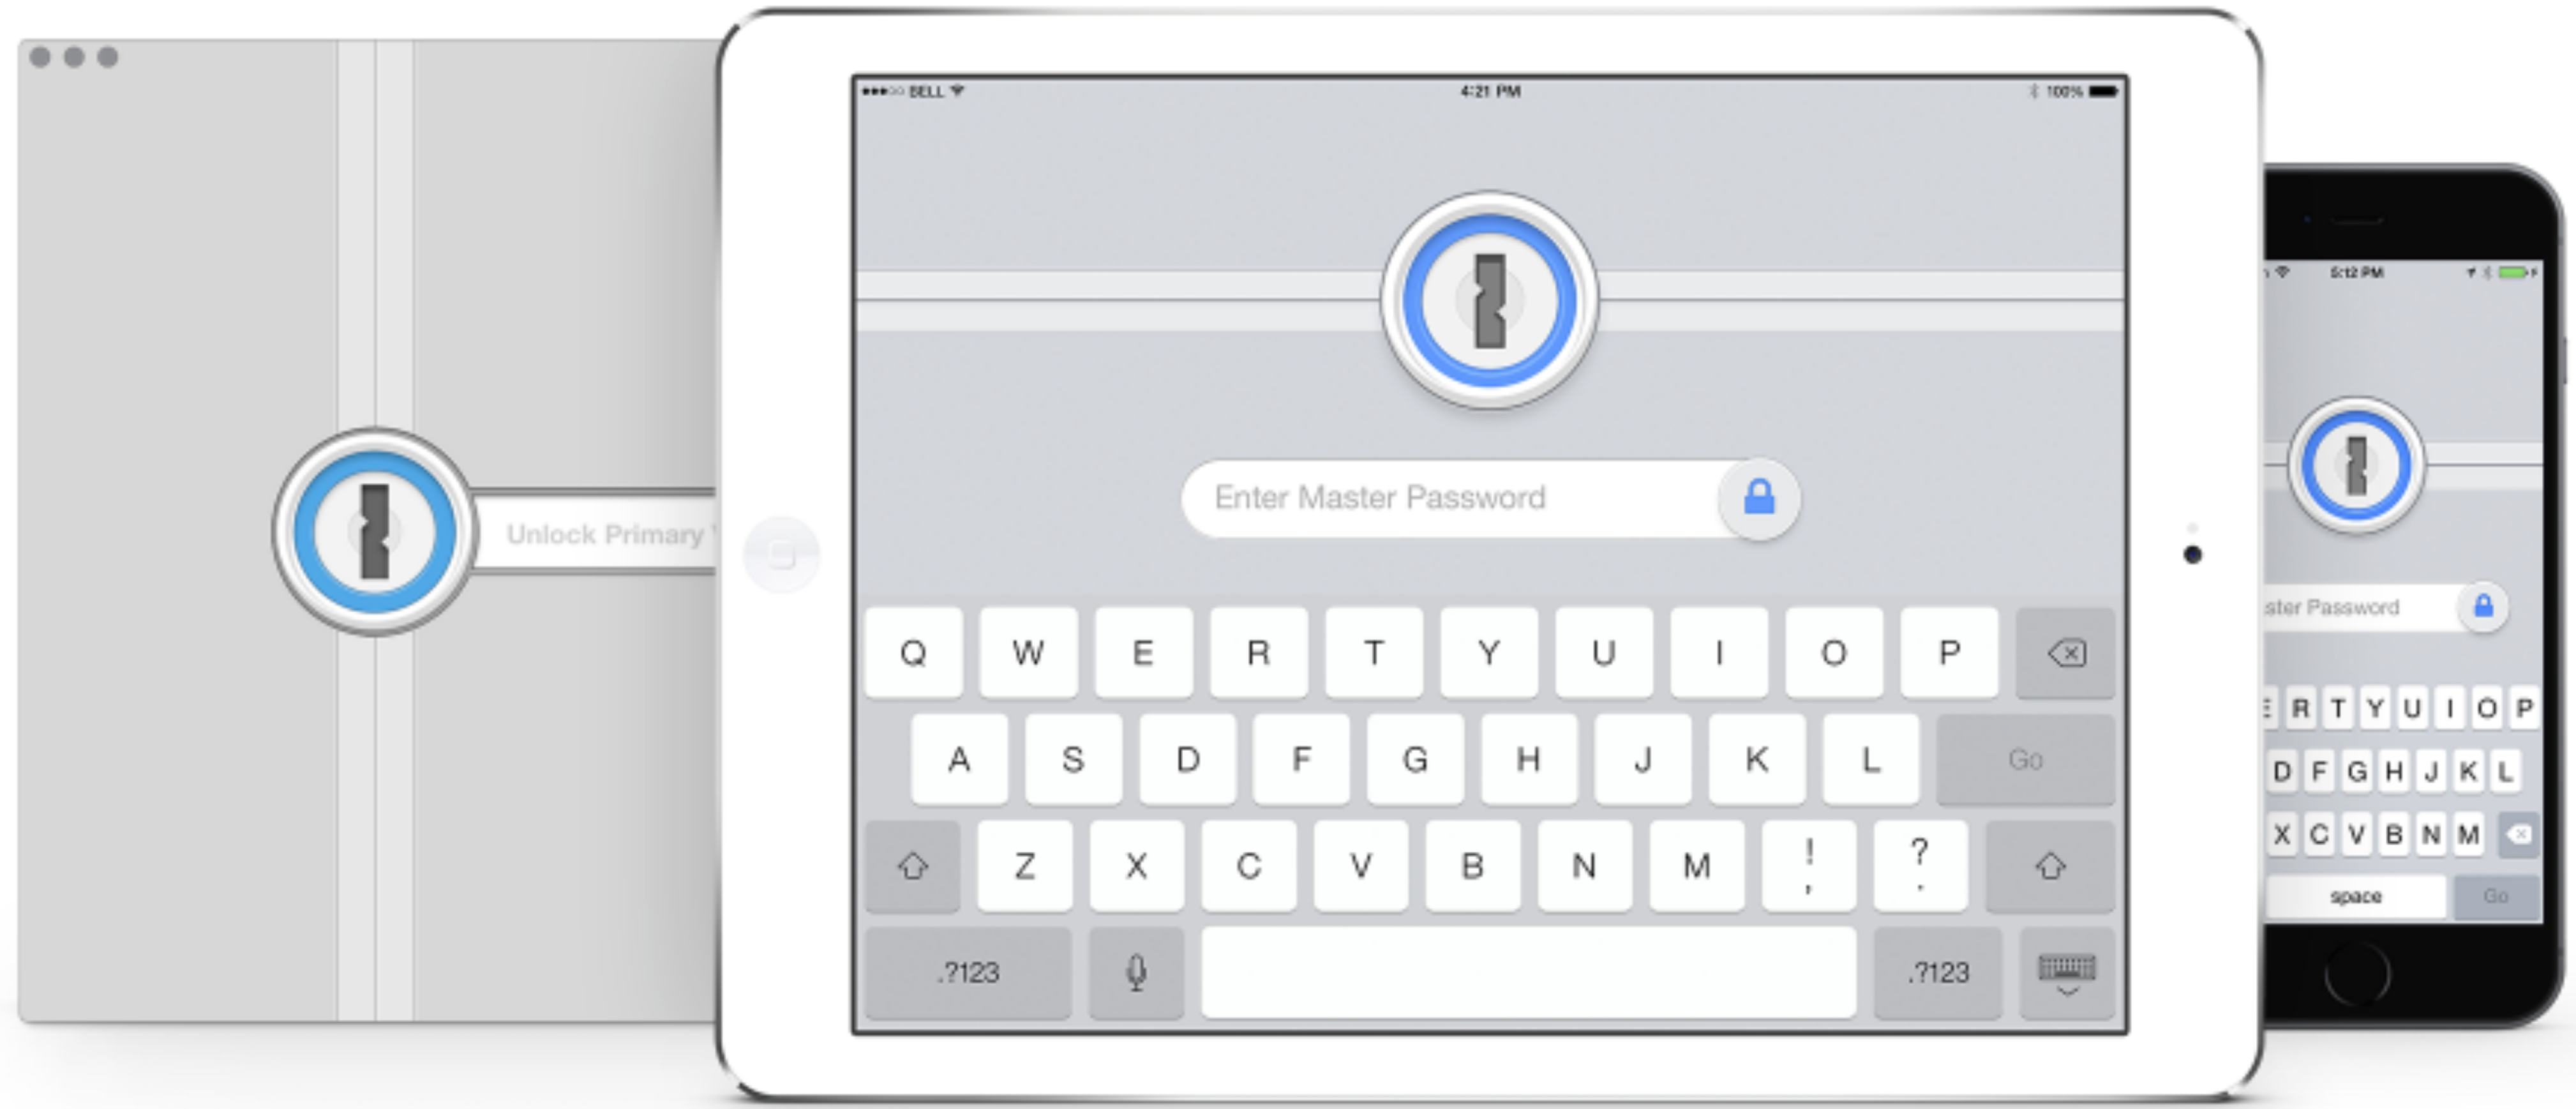 Unlock Primary
BELL 4:21 PM 100%
Enter Master Password
Q W E R T Y U I O P
A S D F G H J K L Go
Z X C V B N M ! , ? .
.?123 .?123
5:12 PM
ster Password
E R T Y U I O P
D F G H J K L
X C V B N M
space Go